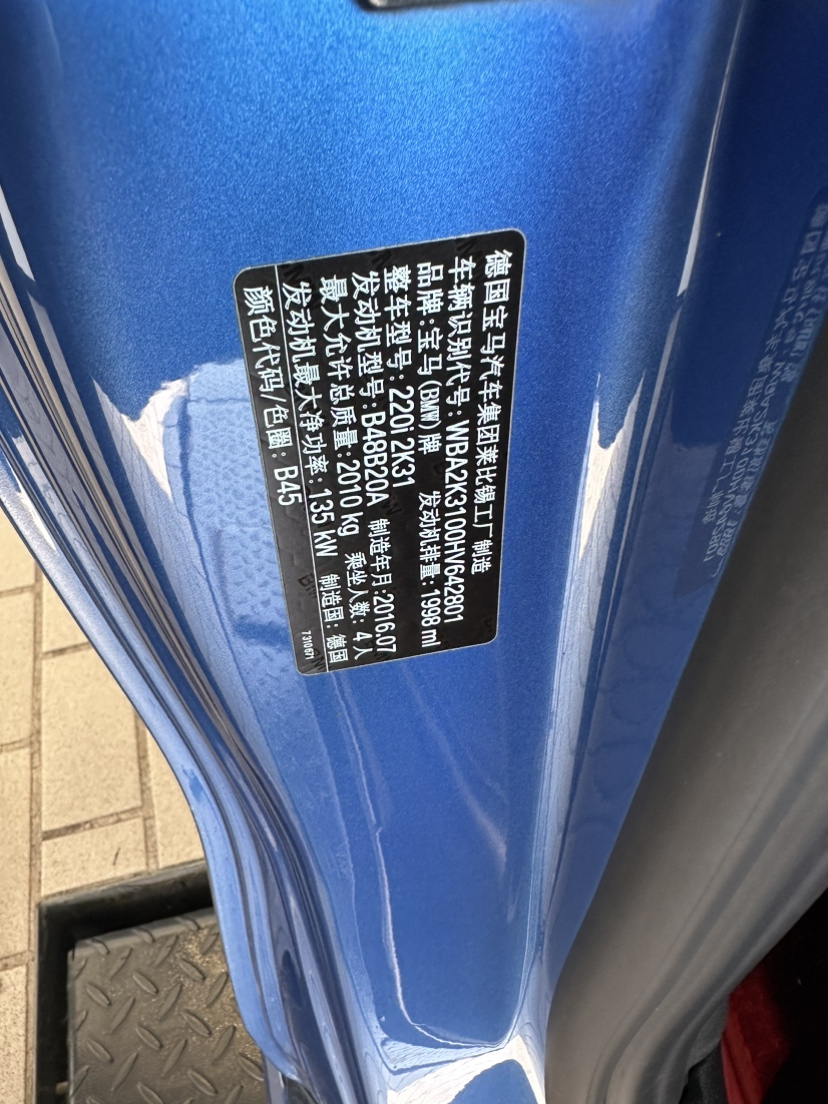 德国宝马汽车集团莱比锡工厂 制造
车辆识别代号: WBA2K3100HV642801
品牌:宝马(BMW)牌 发动机排量: 1998 ml
整车型号: 220i 2K31
发动机型号: B48B20A 制造年月:2016.07
最大允许总质量: 2010 kg 乘坐人数: 4人
发动机最大净功率: 135 kW 制造国: 德国
颜色代码/色圈: B45
7310671